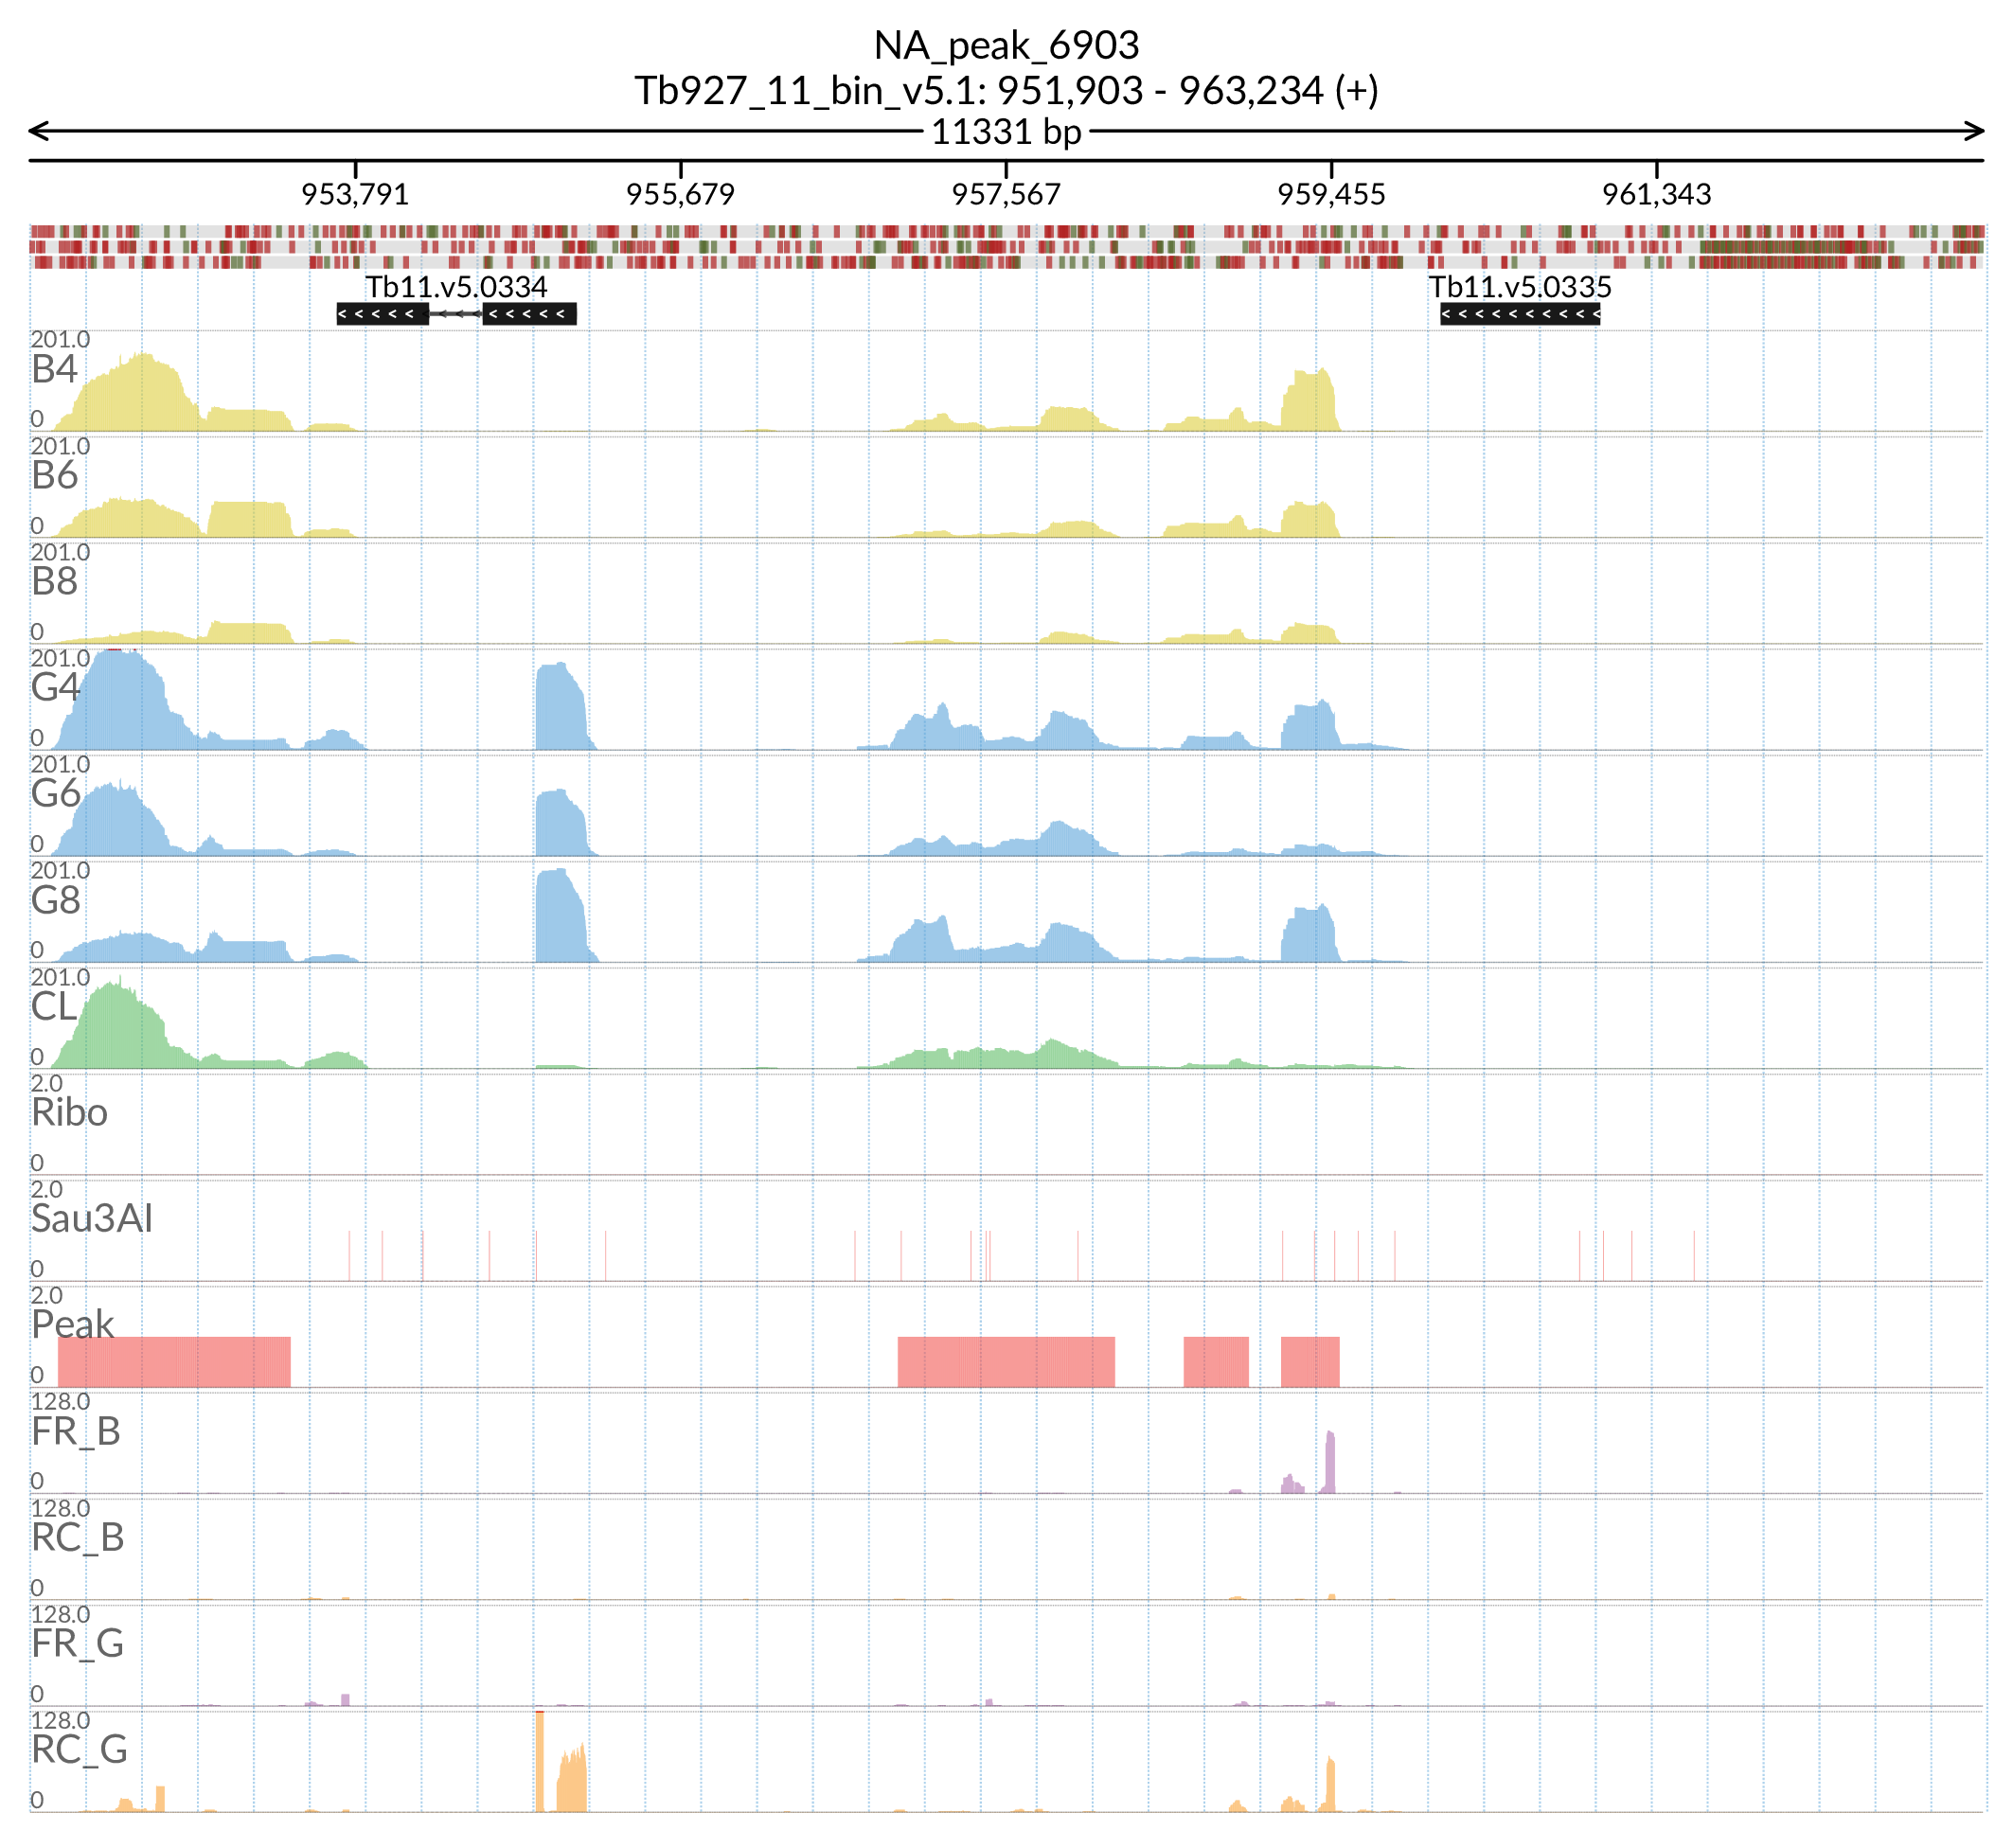 NA_peak_6903
Tb927_11_bin_v5.1: 951,903 - 963,234 (+)
11331 bp
953,791 955,679 957,567 959,455 961,343
Tb11.v5.0334 Tb11.v5.0335
201.0
B4
0
201.0
B6
0
201.0
B8
0
201.0
G4
0
201.0
G6
0
201.0
G8
0
201.0
CL
0
2.0
Ribo
0
2.0
Sau3AI
0
2.0
Peak
0
128.0
FR_B
0
128.0
RC_B
0
128.0
FR_G
0
128.0
RC_G
0